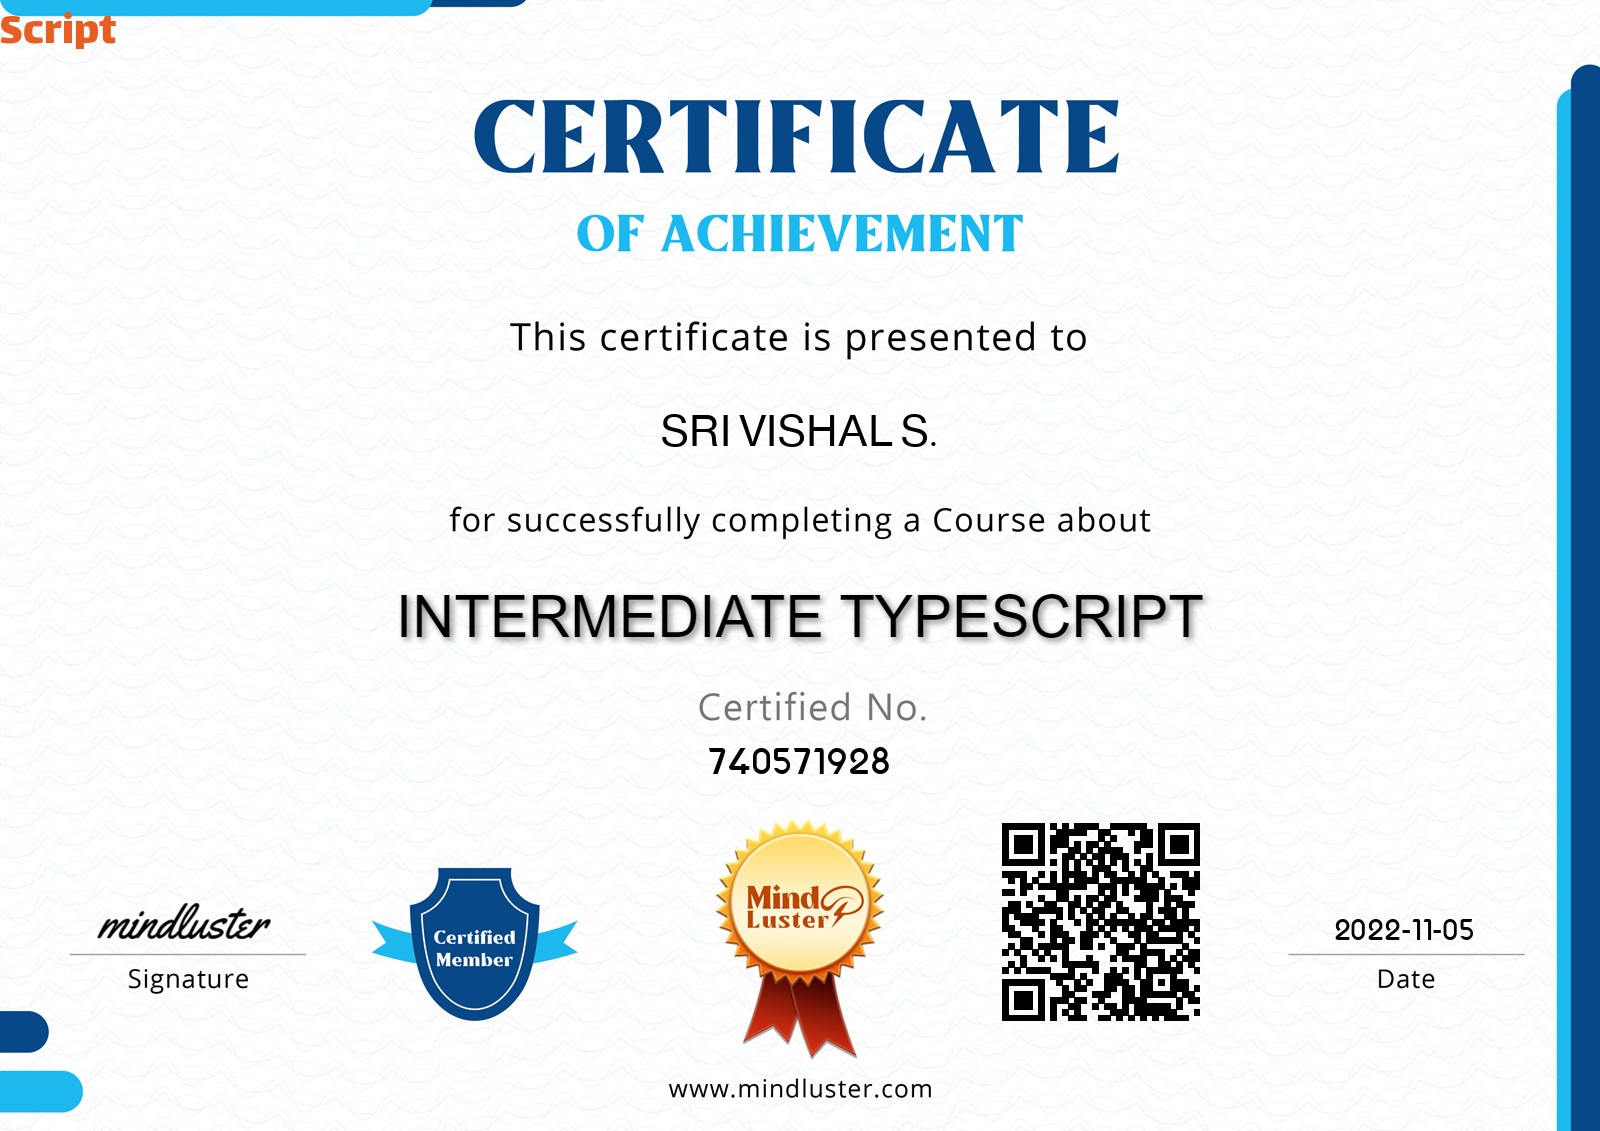 Script
CERTIFICATE
OF ACHIEVEMENT
This certificate is presented to
SRI VISHAL S.
for successfully completing a Course about
INTERMEDIATE TYPESCRIPT
Certified No.
740571928
mindluster
Signature
Certified
Member
Mind
Luster
2022-11-05
Date
www.mindluster.com